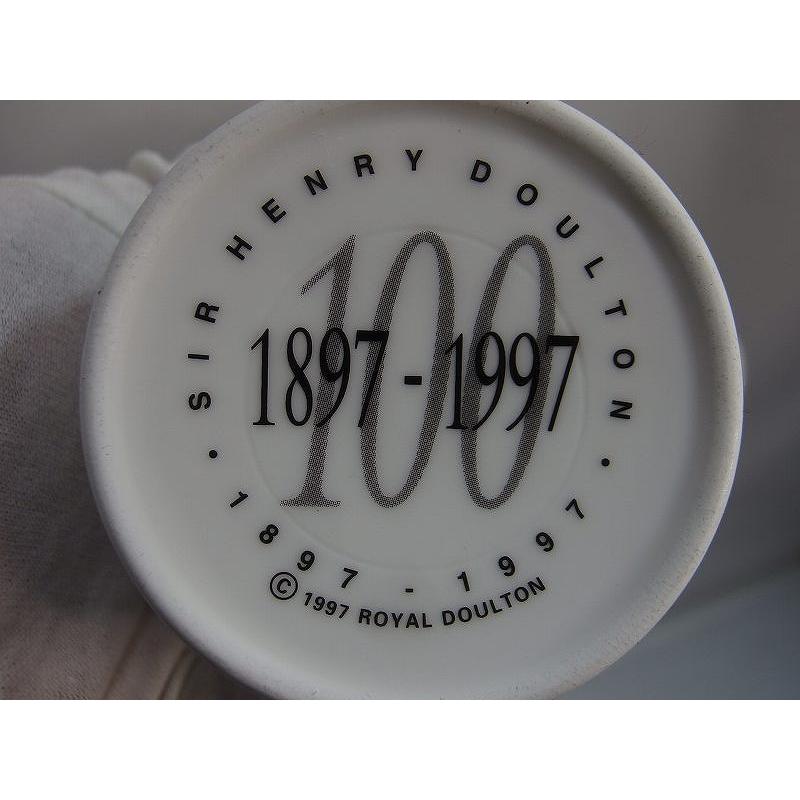 SIR HENRY DOULTON
100
1897 - 1997
• 1897 - 1997 •
© 1997 ROYAL DOULTON